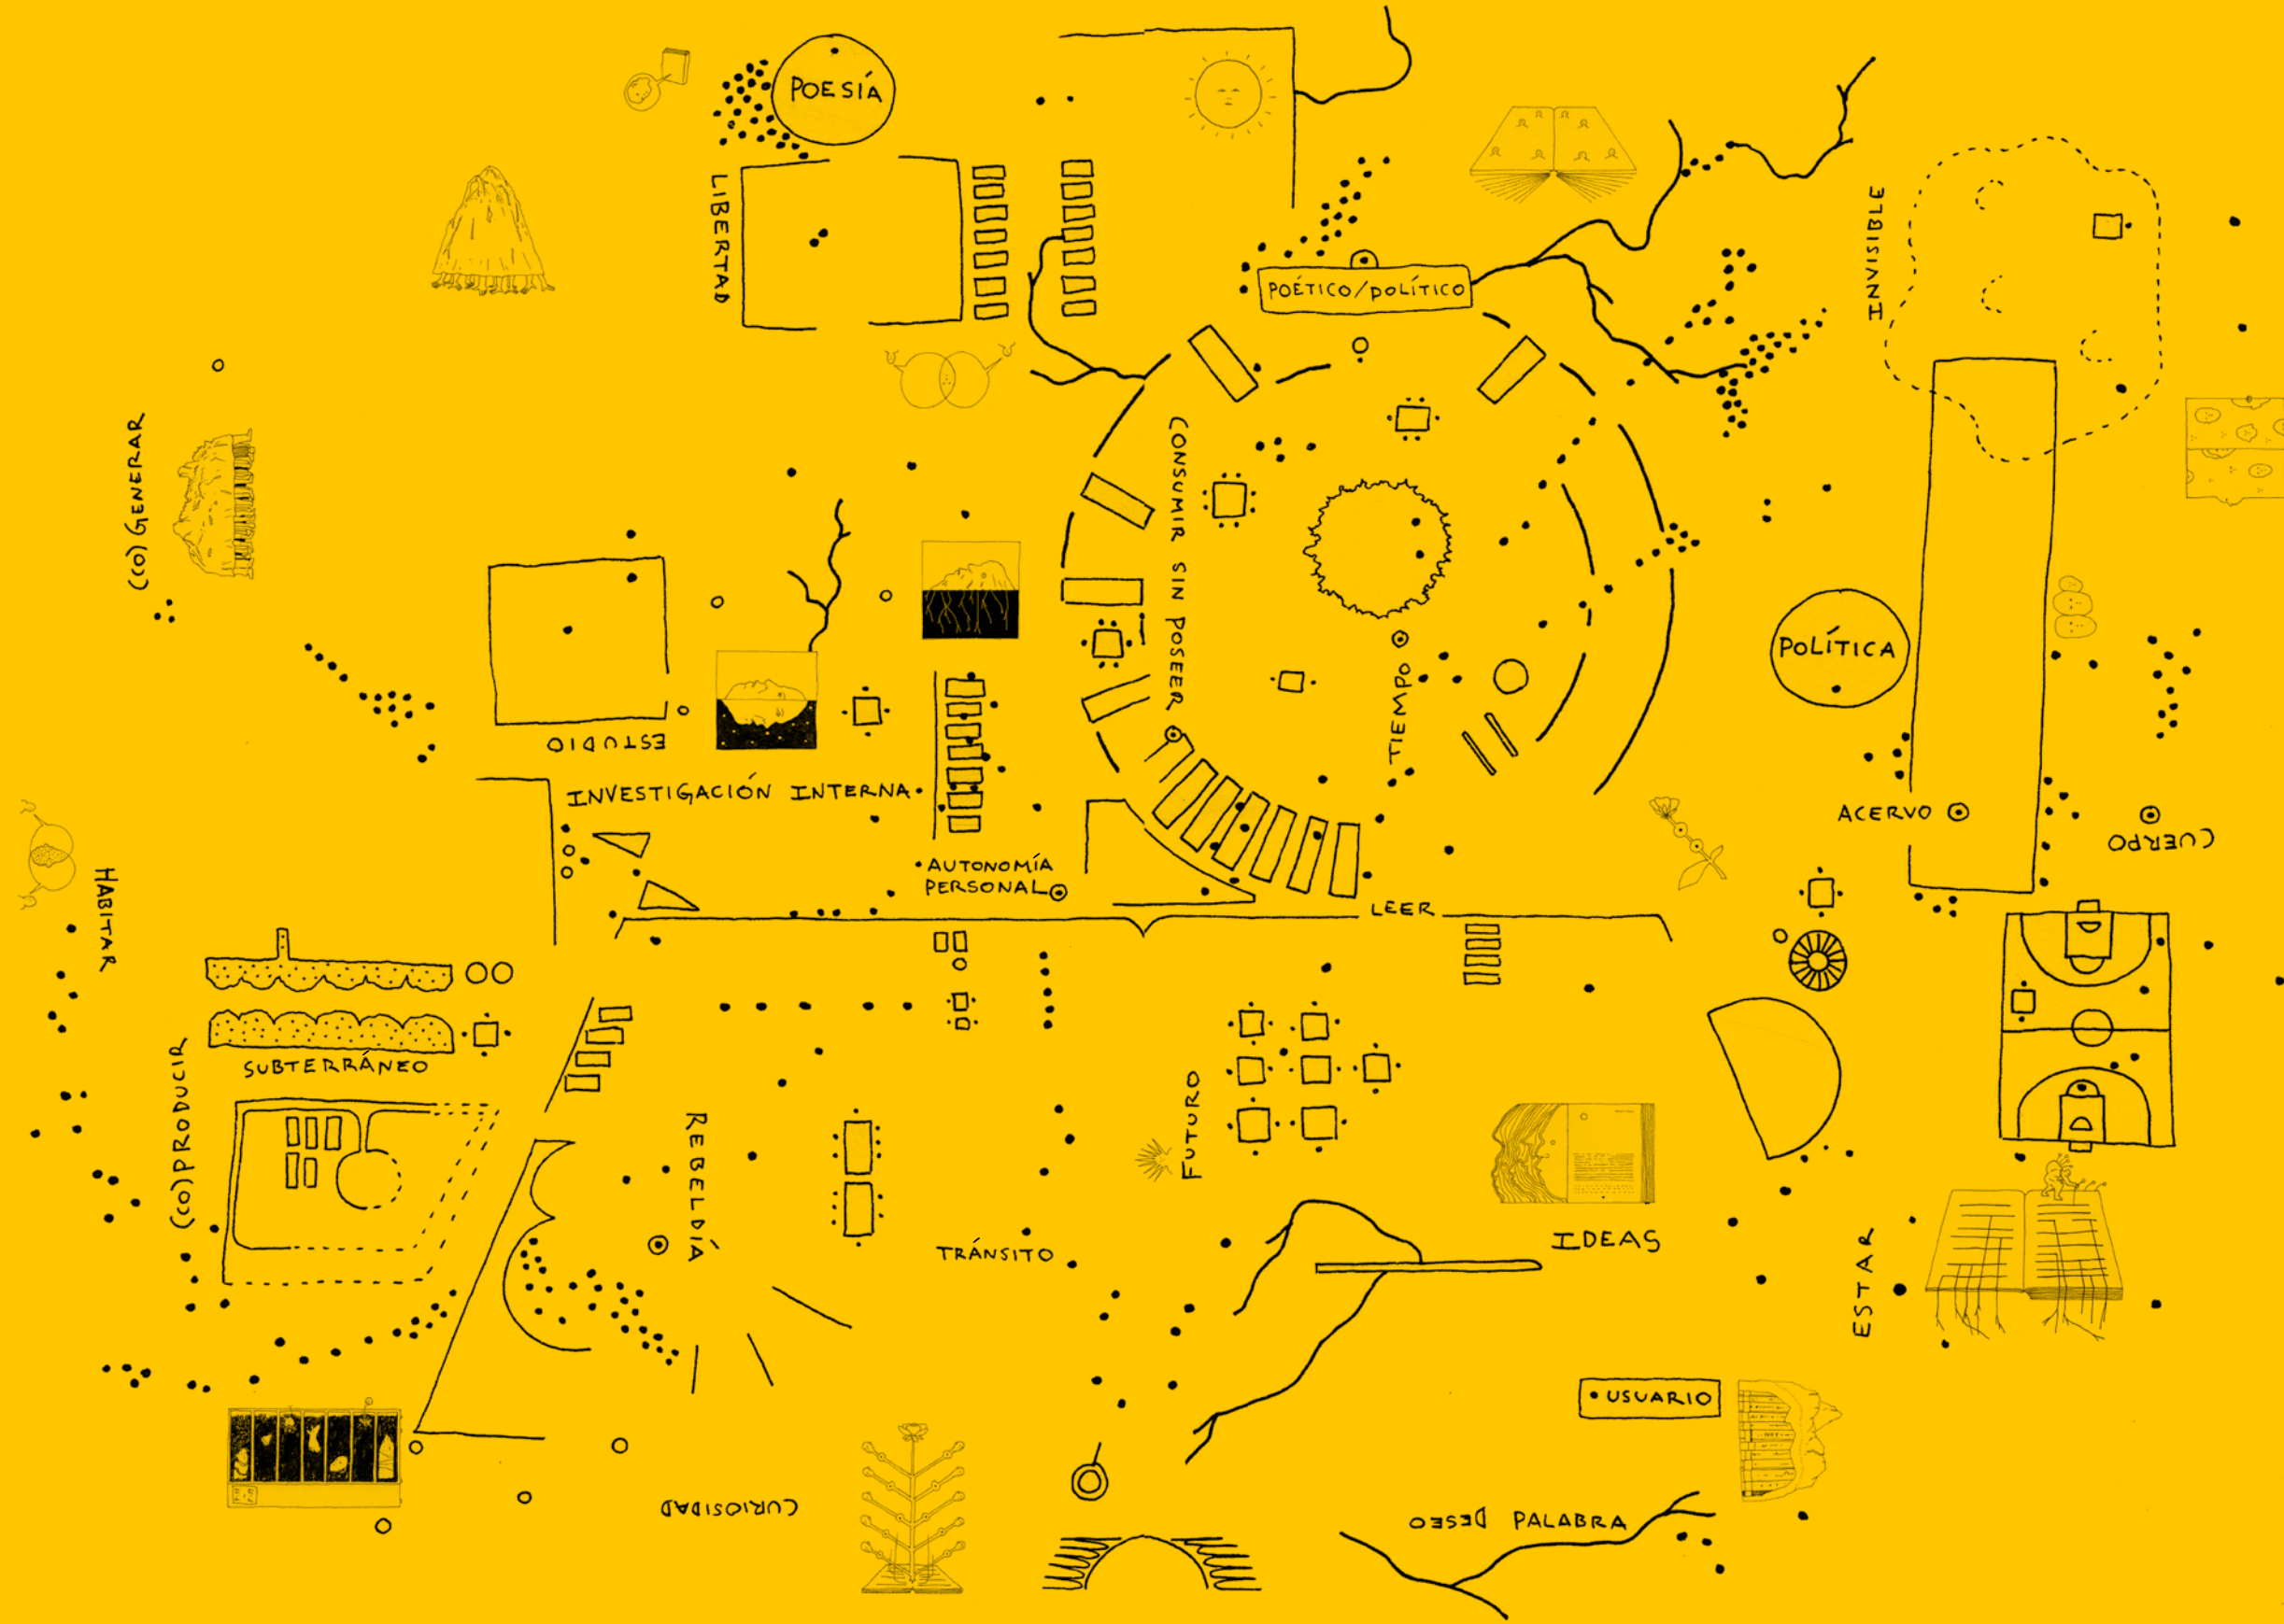 POESÍA
LIBERTAD
POÉTICO/POLÍTICO
INVISIBLE
(CO)GENERAR
CONSUMIR SIN POSEER
TIEMPO
POLÍTICA
ESTUDIO
INVESTIGACIÓN INTERNA
ACERVO
CUERPO
AUTONOMÍA
PERSONAL
LEER
HABITAR
SUBTERRÁNEO
(CO)PRODUCIR
REBELDÍA
FUTURO
TRÁNSITO
IDEAS
ESTAR
USUARIO
CURIOSIDAD
DESEO PALABRA